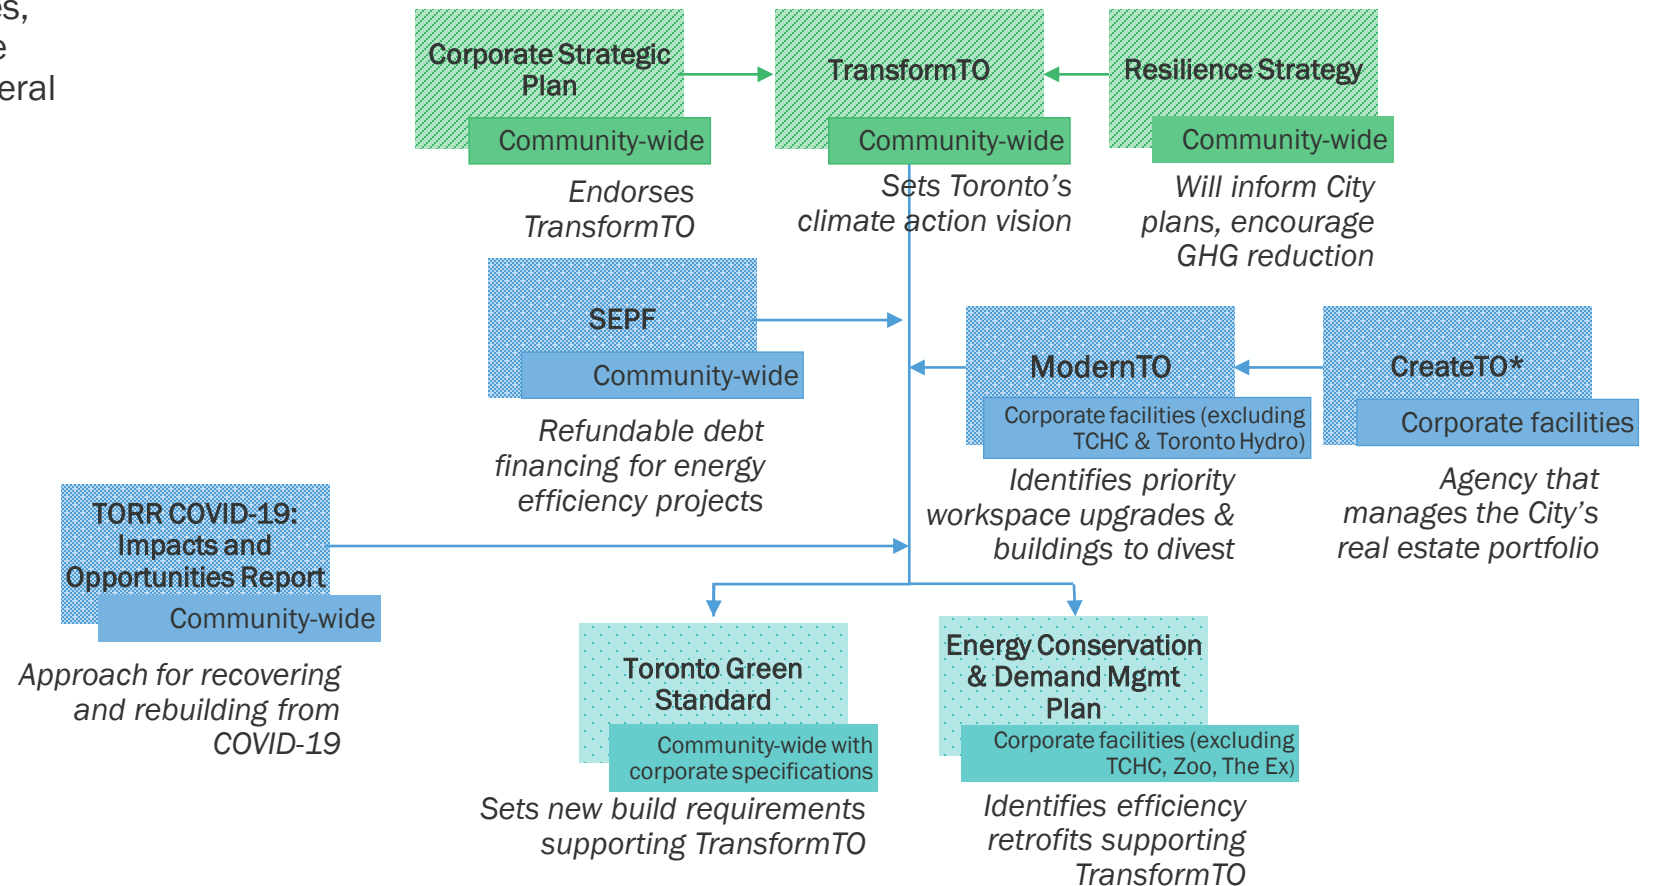 es,
e
eral
Corporate Strategic
Plan
Community-wide
Endorses
TransformTO
TransformTO
Community-wide
Sets Toronto's
climate action vision
Resilience Strategy
Community-wide
Will inform City
plans, encourage
GHG reduction
SEPF
Community-wide
Refundable debt
financing for energy
efficiency projects
ModernTO
Corporate facilities (excluding
TCHC & Toronto Hydro)
Identifies priority
workspace upgrades &
buildings to divest
CreateTO*
Corporate facilities
Agency that
manages the City's
real estate portfolio
TORR COVID-19:
Impacts and
Opportunities Report
Community-wide
Approach for recovering
and rebuilding from
COVID-19
Toronto Green
Standard
Community-wide with
corporate specifications
Sets new build requirements
supporting TransformTO
Energy Conservation
& Demand Mgmt
Plan
Corporate facilities (excluding
TCHC, Zoo, The Ex)
Identifies efficiency
retrofits supporting
TransformTO